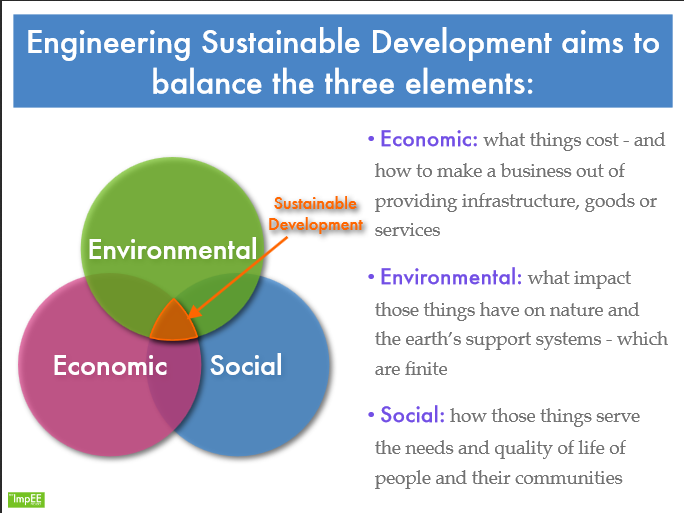 Engineering Sustainable Development aims to
balance the three elements:
Environmental
Economic
Social
Sustainable
Development
• Economic: what things cost - and
how to make a business out of
providing infrastructure, goods or
services
• Environmental: what impact
those things have on nature and
the earth's support systems - which
are finite
• Social: how those things serve
the needs and quality of life of
people and their communities
ImpEE